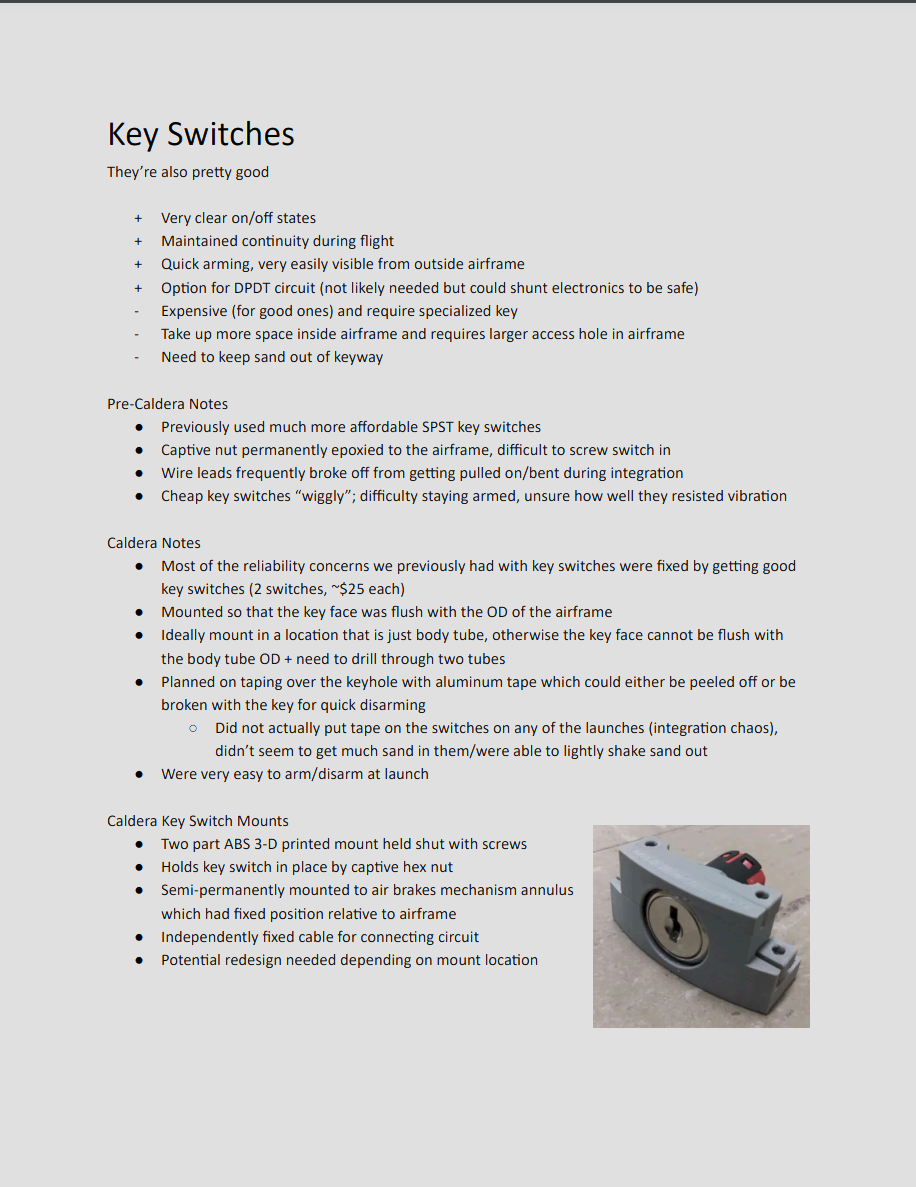 Key Switches
They’re also pretty good
+ Very clear on/off states
+ Maintained continuity during flight
+ Quick arming, very easily visible from outside airframe
+ Option for DPDT circuit (not likely needed but could shunt electronics to be safe)
- Expensive (for good ones) and require specialized key
- Take up more space inside airframe and requires larger access hole in airframe
- Need to keep sand out of keyway
Pre-Caldera Notes
● Previously used much more affordable SPST key switches
● Captive nut permanently epoxied to the airframe, difficult to screw switch in
● Wire leads frequently broke off from getting pulled on/bent during integration
● Cheap key switches “wiggly”; difficulty staying armed, unsure how well they resisted vibration
Caldera Notes
● Most of the reliability concerns we previously had with key switches were fixed by getting good
key switches (2 switches, ~$25 each)
● Mounted so that the key face was flush with the OD of the airframe
● Ideally mount in a location that is just body tube, otherwise the key face cannot be flush with
the body tube OD + need to drill through two tubes
● Planned on taping over the keyhole with aluminum tape which could either be peeled off or be
broken with the key for quick disarming
○ Did not actually put tape on the switches on any of the launches (integration chaos),
didn’t seem to get much sand in them/were able to lightly shake sand out
● Were very easy to arm/disarm at launch
Caldera Key Switch Mounts
● Two part ABS 3-D printed mount held shut with screws
● Holds key switch in place by captive hex nut
● Semi-permanently mounted to air brakes mechanism annulus
which had fixed position relative to airframe
● Independently fixed cable for connecting circuit
● Potential redesign needed depending on mount location